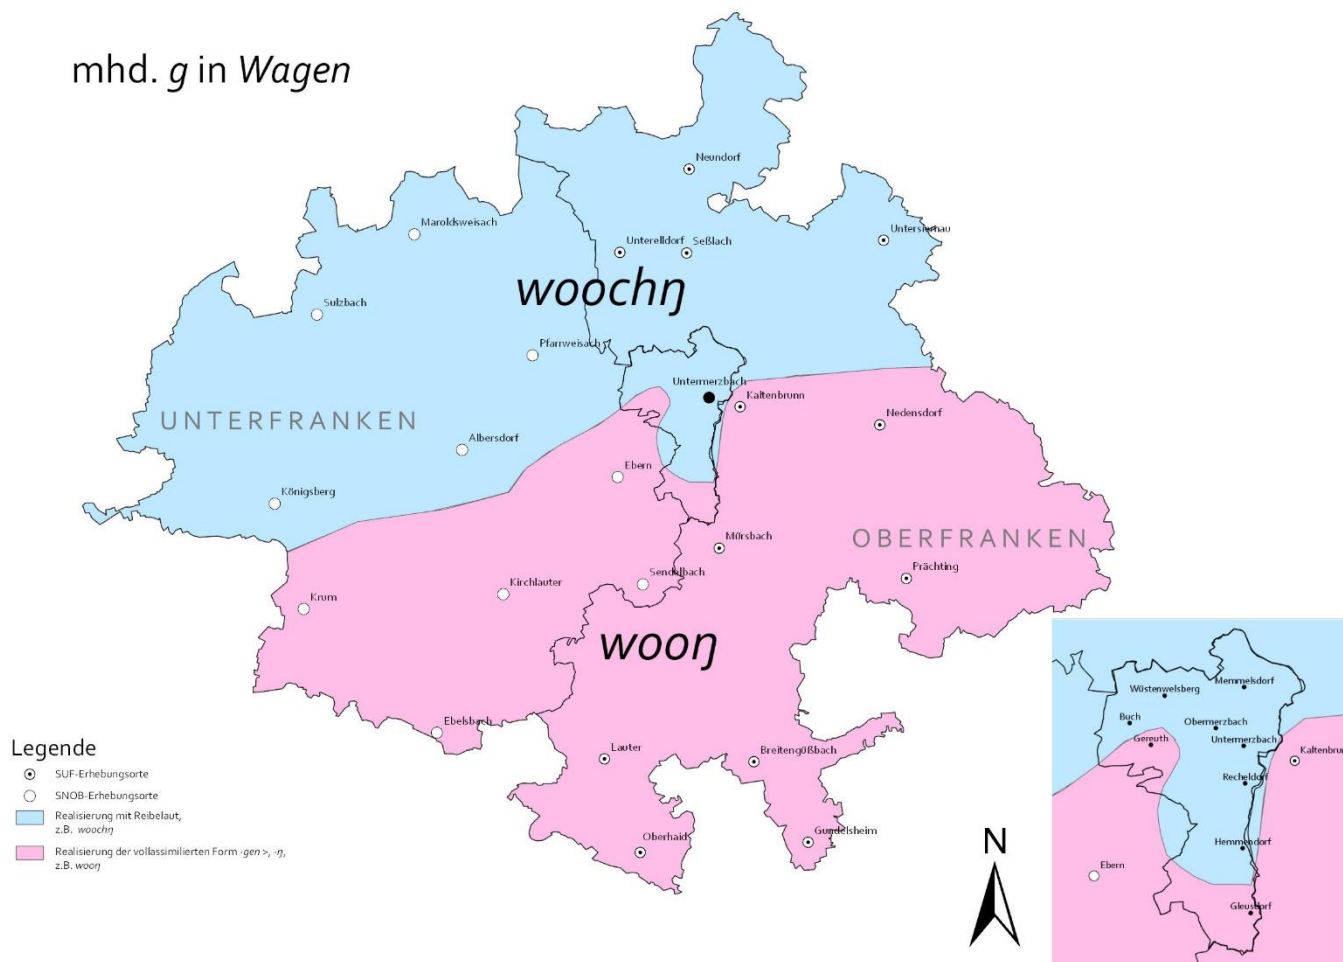 mhd. g in Wagen
Neundorf
Maroldsweisach
Untersiemau
Unterelldorf
Seßlach
woochŋ
Sulzbach
Pfarrweisach
Untermerzbach
Kaltenbrunn
UNTERFRANKEN
Nedensdorf
Albersdorf
Ebern
Königsberg
Mürsbach
OBERFRANKEN
Sendelbach
Prächting
Kirchlauter
Krum
wooŋ
Ebelsbach
Lauter
Breitengüßbach
Gundelsheim
Oberhaid
N
Legende
SUF-Erhebungsorte
SNOB-Erhebungsorte
Realisierung mit Reibelaut,
z.B. woochŋ
Realisierung der vollassimilierten Form -gen >, -ŋ,
z.B. wooŋ
Memmelsdorf
Wüstenwelsberg
Buch
Obermerzbach
Gereuth
Untermerzbach
Kaltenbrun
Recheldorf
Hemmendorf
Ebern
Gleusdorf